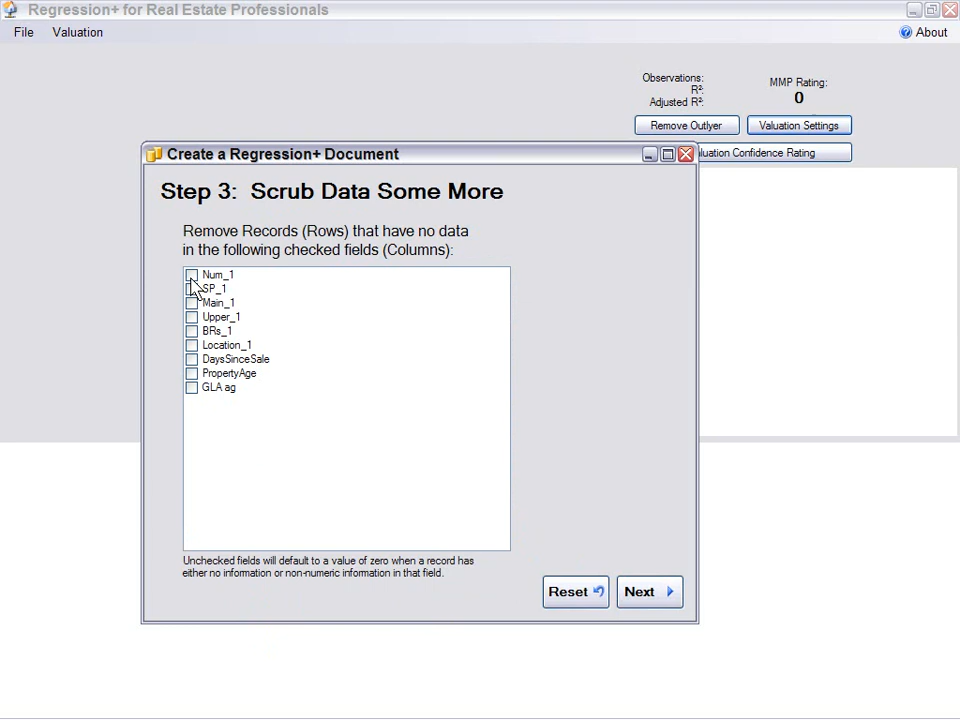 Regression+ for Real Estate Professionals
File Valuation About
Observations:
R²:
Adjusted R²:
MMP Rating:
0
Remove Outlyer Valuation Settings
luation Confidence Rating
Create a Regression+ Document
Step 3: Scrub Data Some More
Remove Records (Rows) that have no data
in the following checked fields (Columns):
Num_1
SP_1
Main_1
Upper_1
BRs_1
Location_1
DaysSinceSale
PropertyAge
GLA ag
Unchecked fields will default to a value of zero when a record has
either no information or non-numeric information in that field.
Reset Next